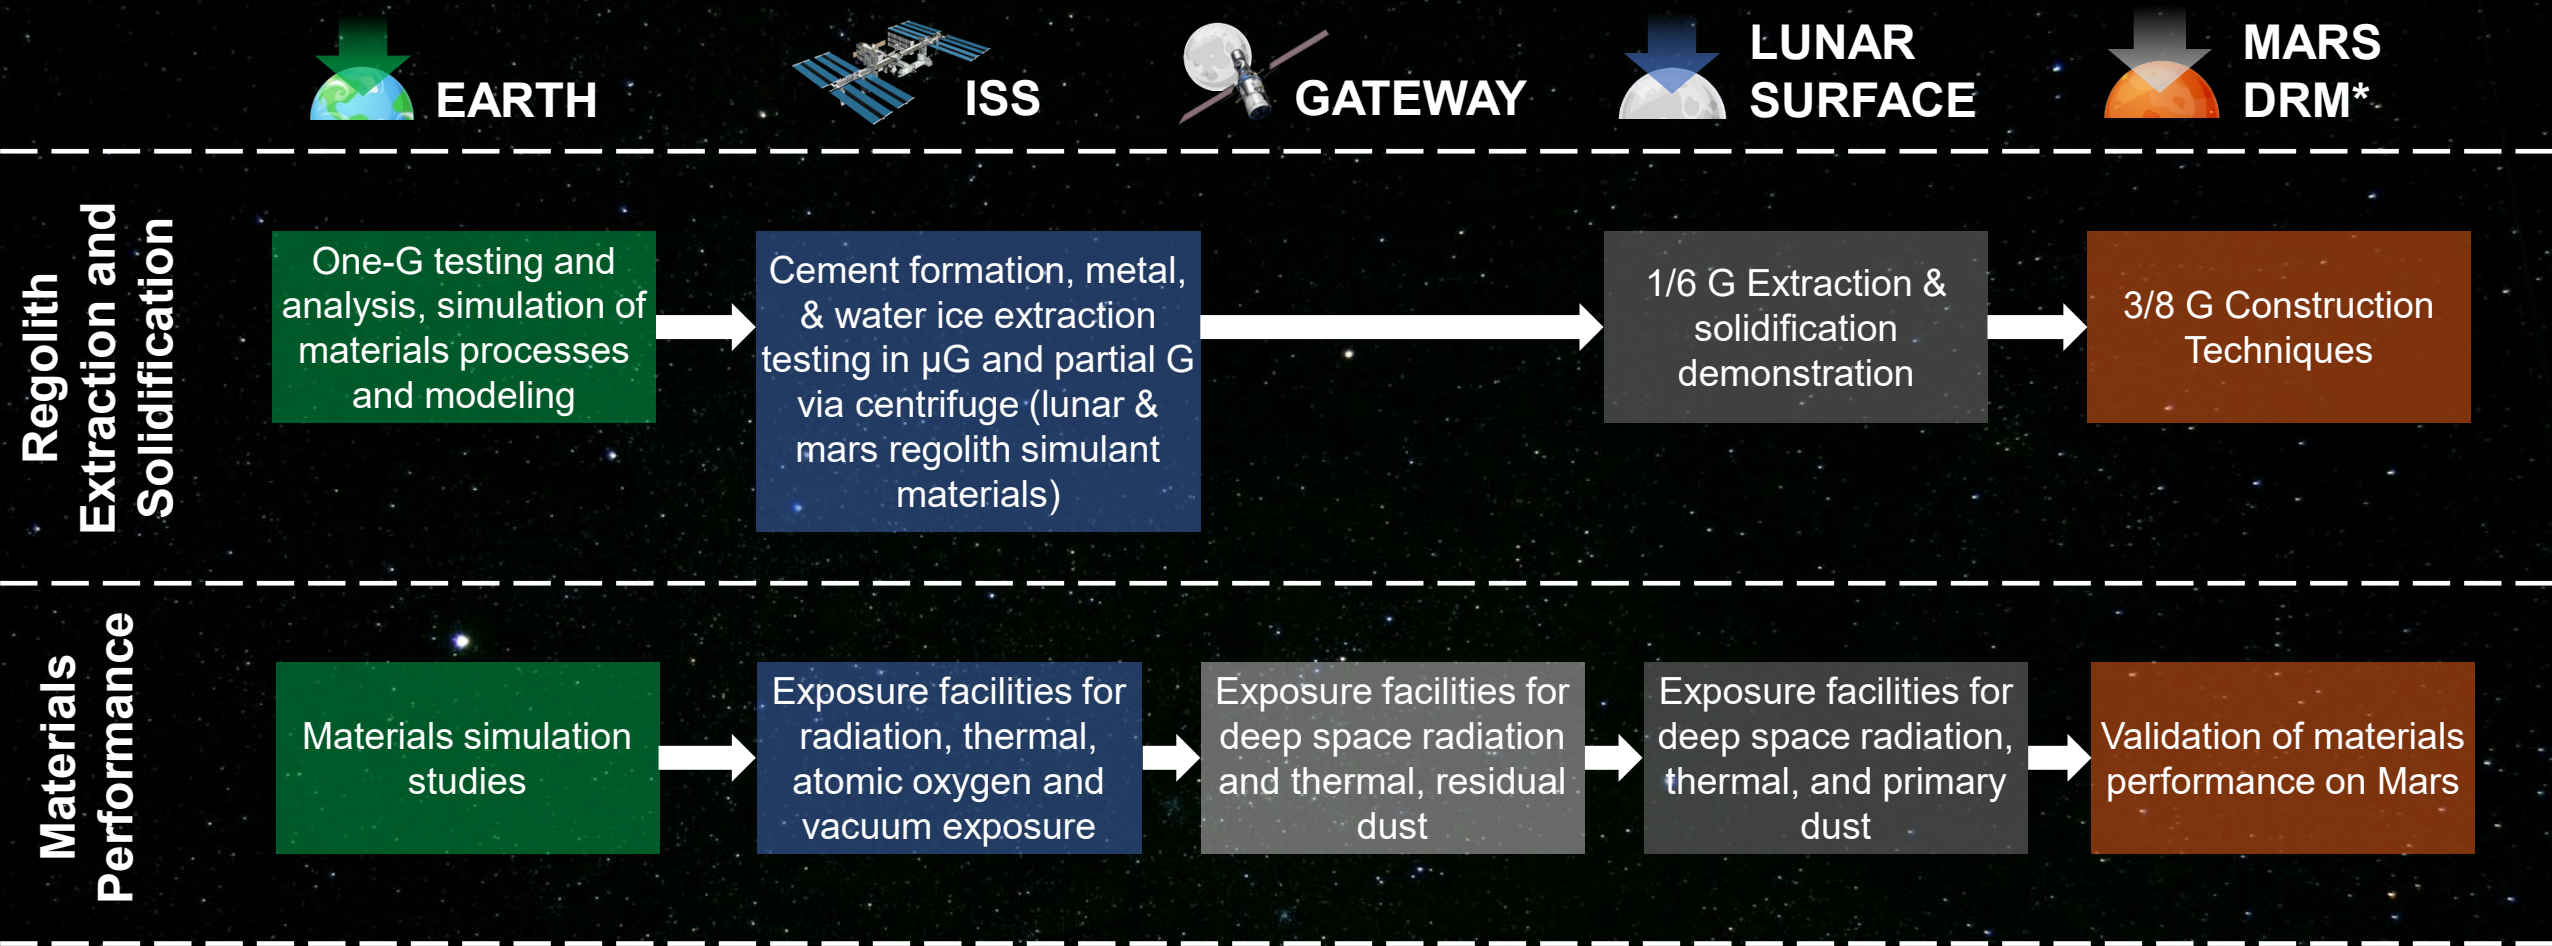 EARTH
ISS
GATEWAY
LUNAR
SURFACE
MARS
DRM*
Regolith
Extraction and
Solidification
One-G testing and
analysis, simulation of
materials processes
and modeling
Cement formation, metal,
& water ice extraction
testing in µG and partial G
via centrifuge (lunar &
mars regolith simulant
materials)
1/6 G Extraction &
solidification
demonstration
3/8 G Construction
Techniques
Materials
Performance
Materials simulation
studies
Exposure facilities for
radiation, thermal,
atomic oxygen and
vacuum exposure
Exposure facilities for
deep space radiation
and thermal, residual
dust
Exposure facilities for
deep space radiation,
thermal, and primary
dust
Validation of materials
performance on Mars